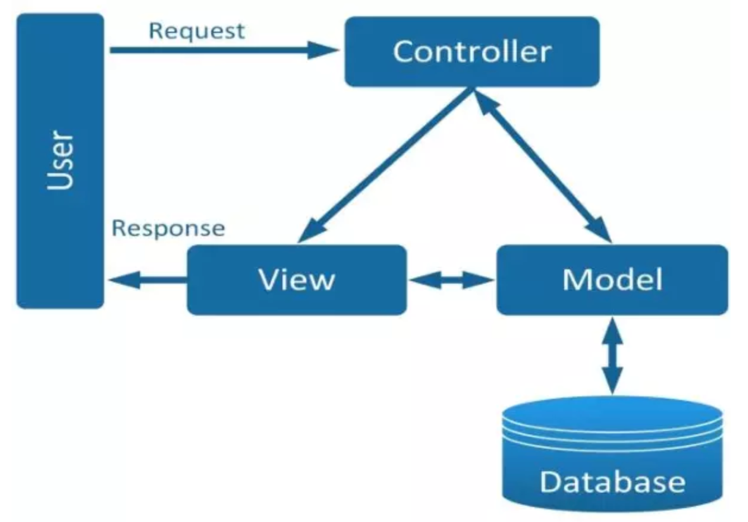 Request
Controller
User
Response
View
Model
Database